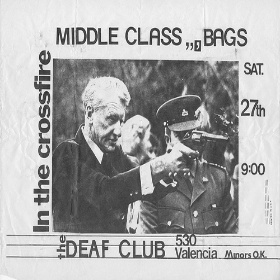 MIDDLE CLASS „ BAGS
In the crossfire
SAT.
27th
9:00
the DEAF CLUB 530 Valencia Minors O.K.